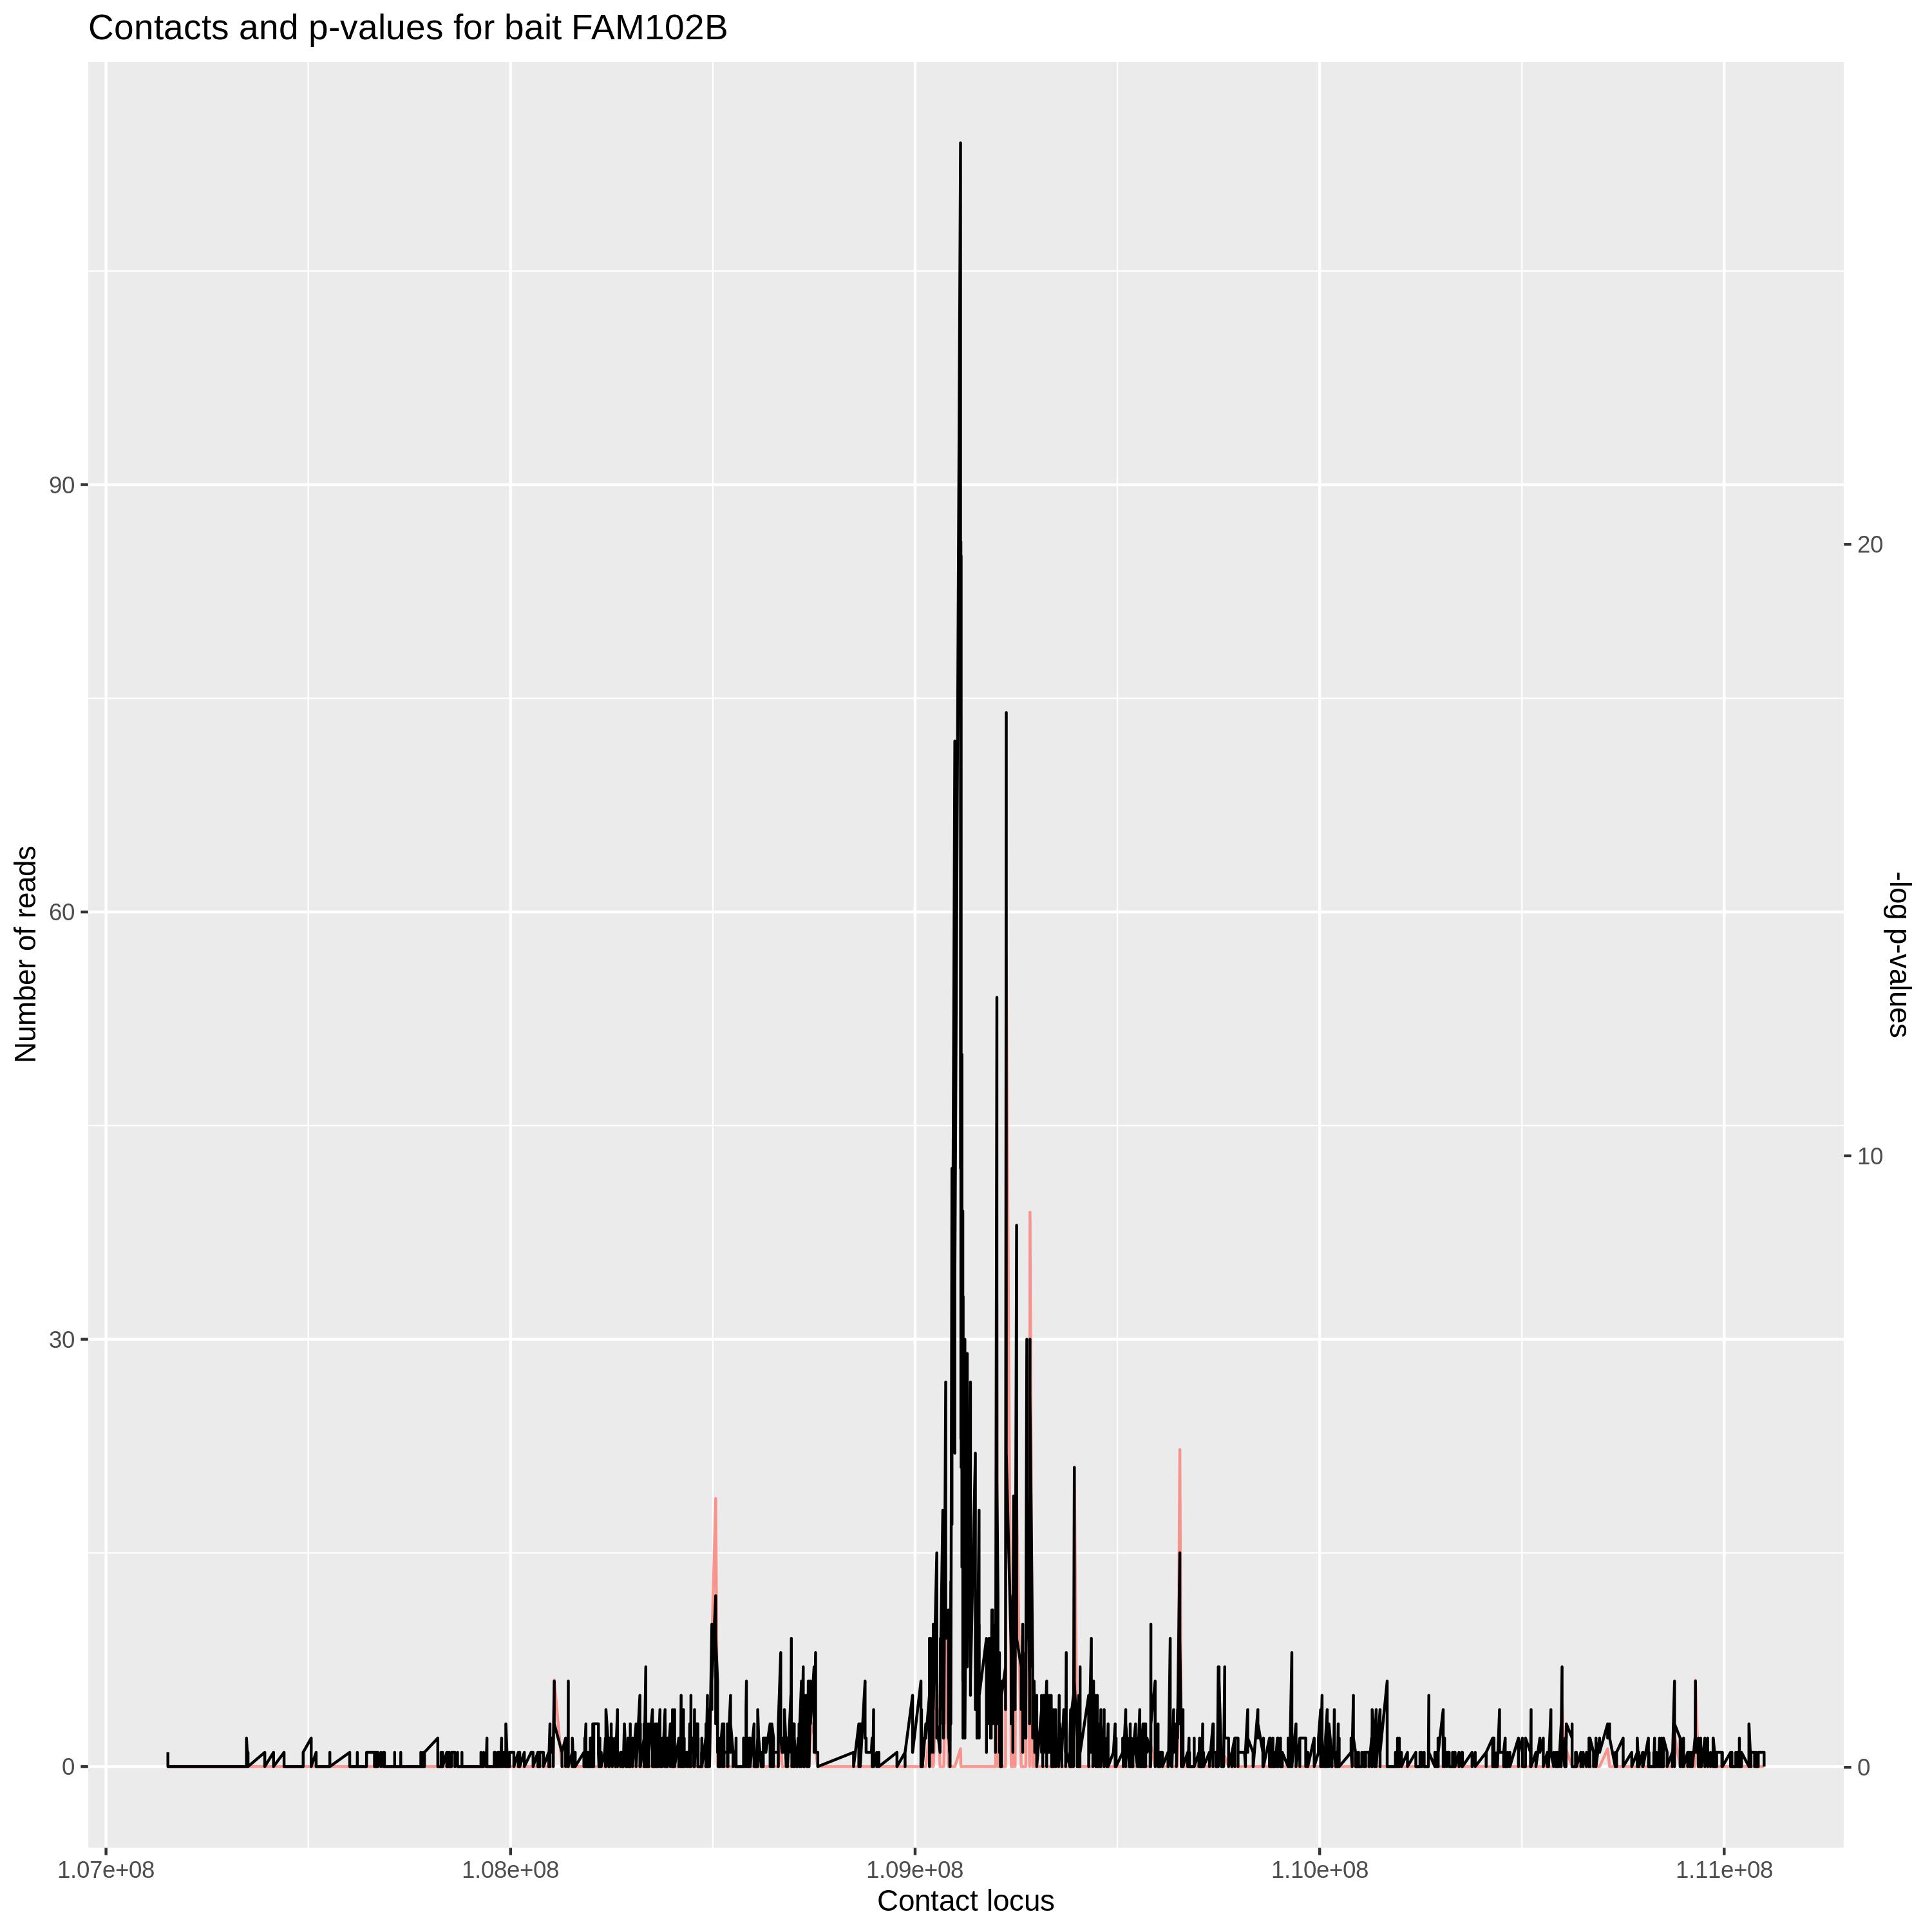 Contacts and p-values for bait FAM102B
Number of reads
90
60
30
0
-log p-values
20
10
0
1.07e+08
1.08e+08
1.09e+08
1.10e+08
1.11e+08
Contact locus